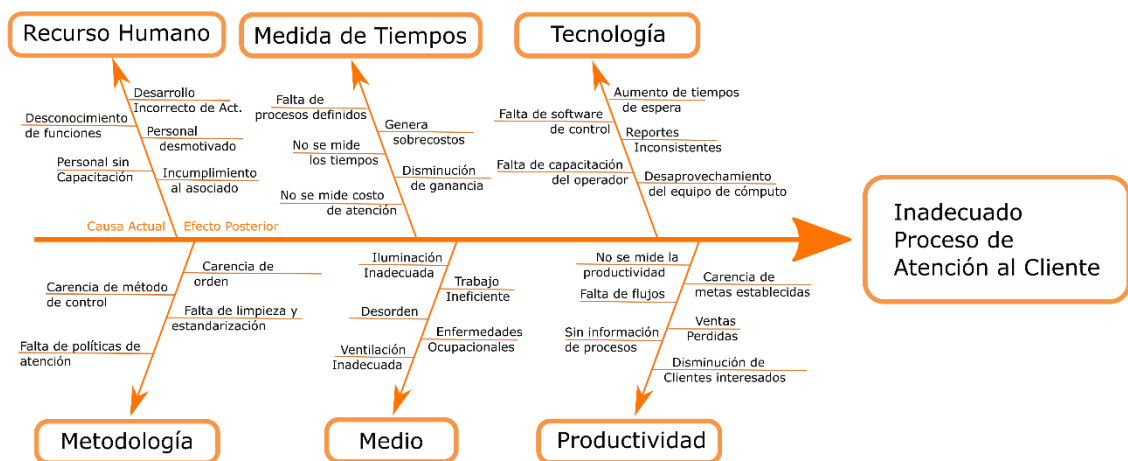 Recurso Humano
Medida de Tiempos
Tecnología
Desarrollo
Incorrecto de Act.
Desconocimiento
de funciones
Personal
desmotivado
Personal sin
Capacitación
Incumplimiento
al asociado
Causa Actual
Efecto Posterior
Falta de
procesos definidos
Genera
sobrecostos
No se mide
los tiempos
Disminución
de ganancia
No se mide costo
de atención
Aumento de tiempos
de espera
Falta de software
de control
Reportes
Inconsistentes
Falta de capacitación
del operador
Desaprovechamiento
del equipo de cómputo
Inadecuado
Proceso de
Atención al Cliente
Carencia de
orden
Carencia de método
de control
Falta de limpieza y
estandarización
Falta de políticas de
atención
Iluminación
Inadecuada
Trabajo
Ineficiente
Desorden
Enfermedades
Ocupacionales
Ventilación
Inadecuada
No se mide la
productividad
Carencia de
metas establecidas
Falta de flujos
Ventas
Perdidas
Sin información
de procesos
Disminución de
Clientes interesados
Metodología
Medio
Productividad